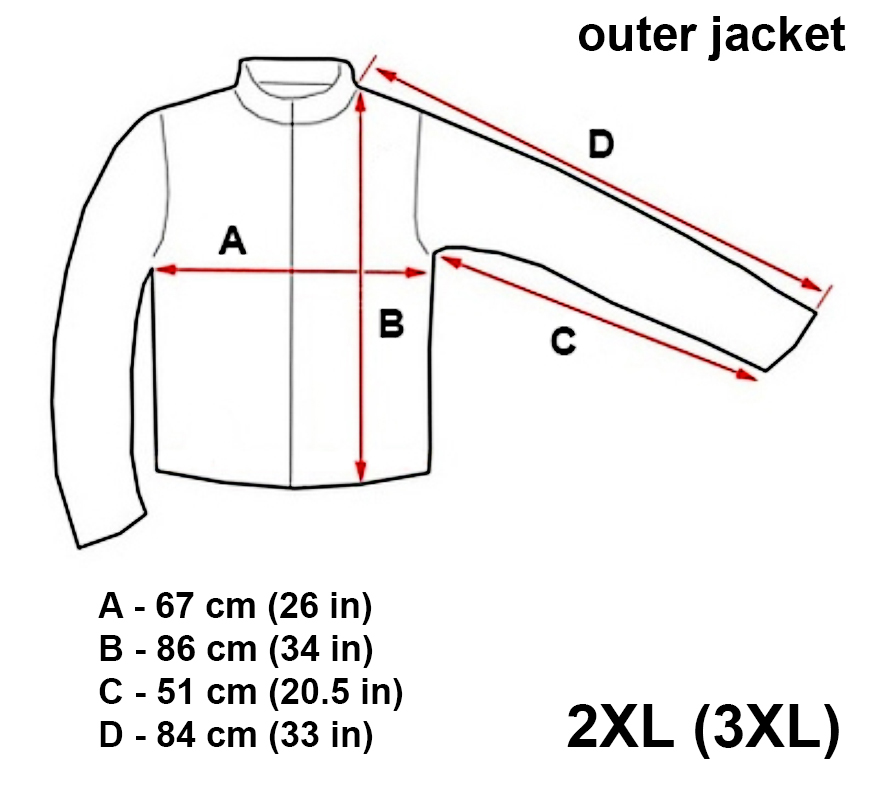 outer jacket
D
A
B
C
A - 67 cm (26 in)
B - 86 cm (34 in)
C - 51 cm (20.5 in)
D - 84 cm (33 in)
2XL (3XL)